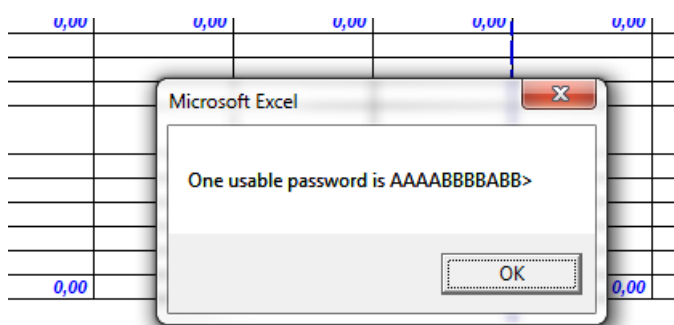 0,00 0,00 0,00 0,00 0,00
Microsoft Excel
One usable password is AAAABBBBABB>
OK
0,00 0,00